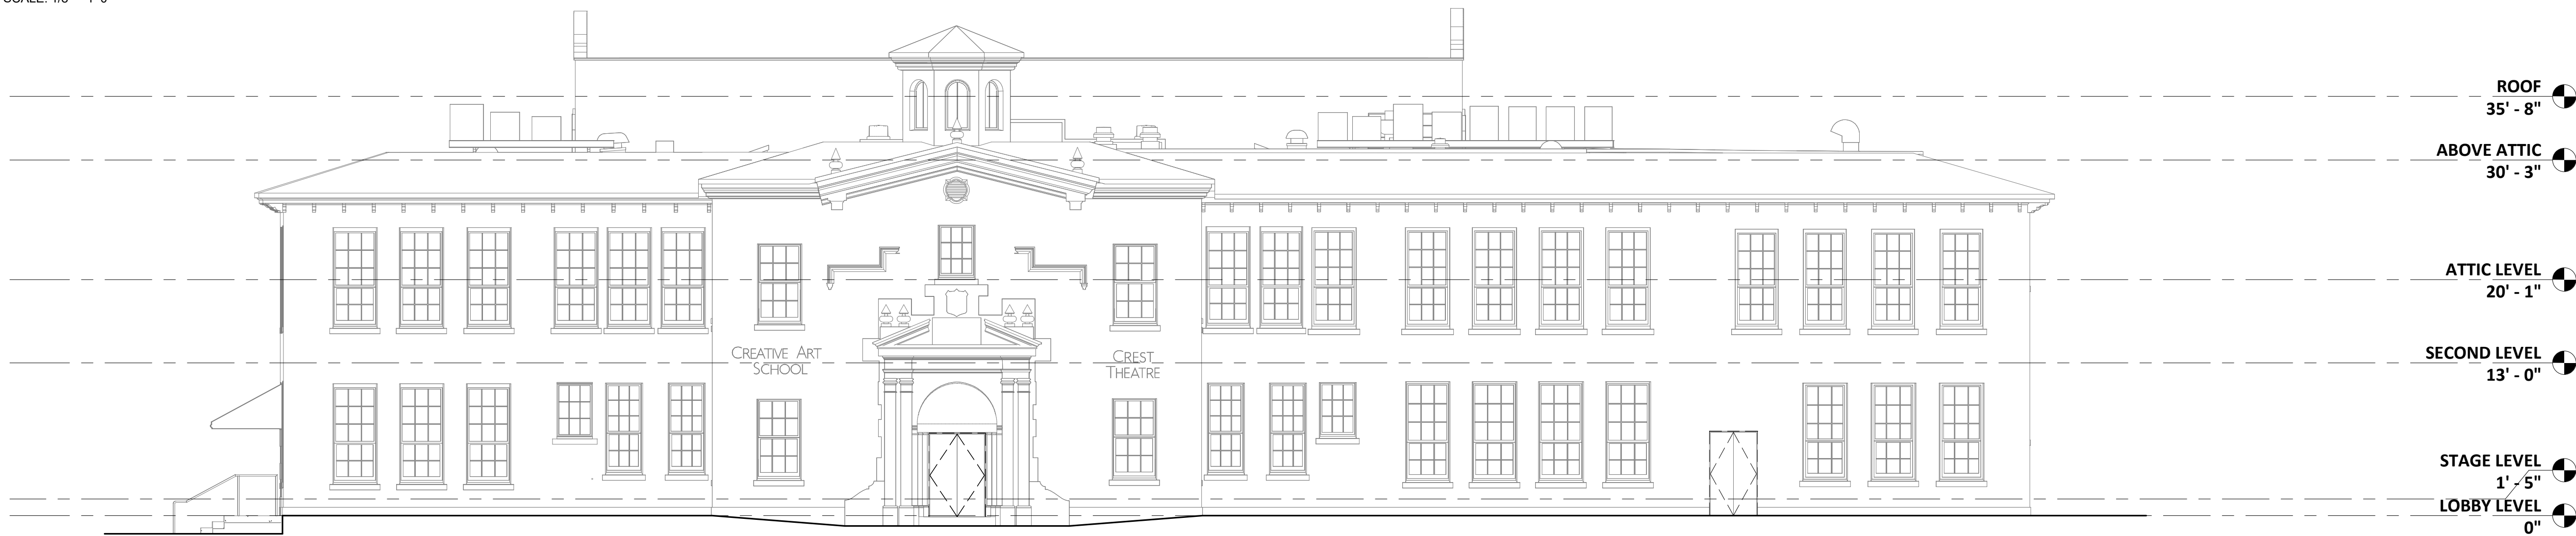 ROOF
35' - 8"
ABOVE ATTIC
30' - 3"
ATTIC LEVEL
20' - 1"
CREATIVE ART
SCHOOL
CREST
THEATRE
SECOND LEVEL
13' - 0"
STAGE LEVEL
1' - 5"
LOBBY LEVEL
0"